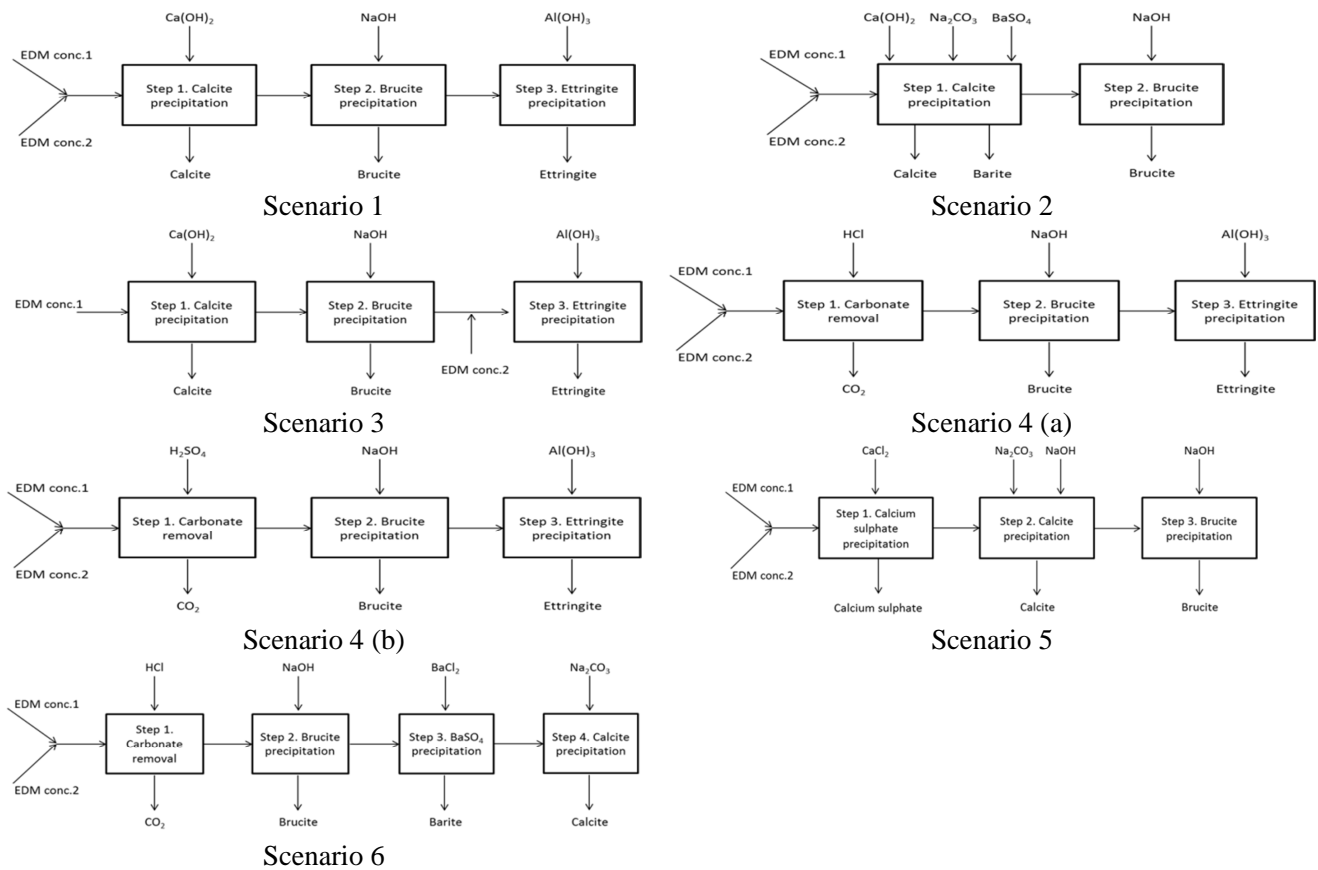 Ca(OH)₂
NaOH
Al(OH)₃
EDM conc.1
Step 1. Calcite
precipitation
Step 2. Brucite
precipitation
Step 3. Ettringite
precipitation
EDM conc.2
Calcite
Brucite
Ettringite
Scenario 1
Ca(OH)₂
Na₂CO₃
BaSO₄
NaOH
EDM conc.1
Step 1. Calcite
precipitation
Step 2. Brucite
precipitation
EDM conc.2
Calcite
Barite
Brucite
Scenario 2
Ca(OH)₂
NaOH
Al(OH)₃
EDM conc.1
Step 1. Calcite
precipitation
Step 2. Brucite
precipitation
Step 3. Ettringite
precipitation
EDM conc.2
Calcite
Brucite
Ettringite
Scenario 3
HCl
NaOH
Al(OH)₃
EDM conc.1
Step 1. Carbonate
removal
Step 2. Brucite
precipitation
Step 3. Ettringite
precipitation
EDM conc.2
CO₂
Brucite
Ettringite
Scenario 4 (a)
H₂SO₄
NaOH
Al(OH)₃
EDM conc.1
Step 1. Carbonate
removal
Step 2. Brucite
precipitation
Step 3. Ettringite
precipitation
EDM conc.2
CO₂
Brucite
Ettringite
Scenario 4 (b)
CaCl₂
Na₂CO₃
NaOH
NaOH
EDM conc.1
Step 1. Calcium
sulphate
precipitation
Step 2. Calcite
precipitation
Step 3. Brucite
precipitation
EDM conc.2
Calcium sulphate
Calcite
Brucite
Scenario 5
HCl
NaOH
BaCl₂
Na₂CO₃
EDM conc.1
Step 1.
Carbonate
removal
Step 2. Brucite
precipitation
Step 3. BaSO₄
precipitation
Step 4. Calcite
precipitation
EDM conc.2
CO₂
Brucite
Barite
Calcite
Scenario 6